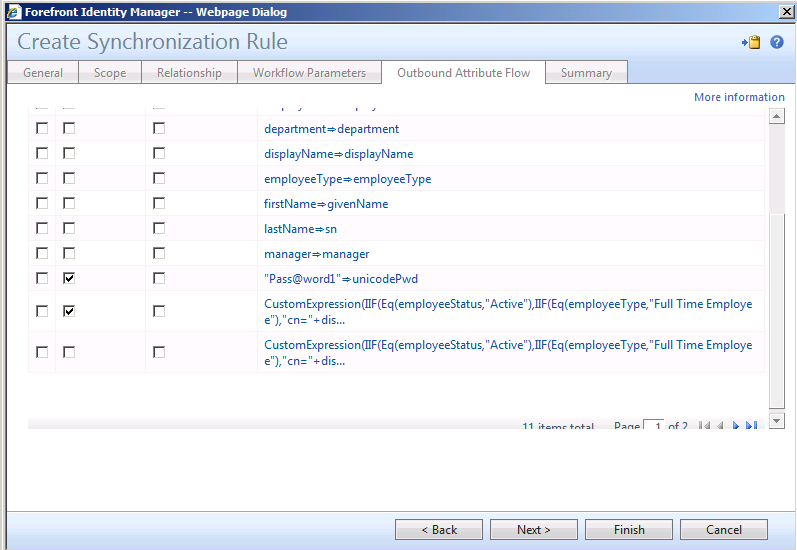 Forefront Identity Manager -- Webpage Dialog
Create Synchronization Rule
General Scope Relationship Workflow Parameters Outbound Attribute Flow Summary
More information
department⇒department
displayName⇒displayName
employeeType⇒employeeType
firstName⇒givenName
lastName⇒sn
manager⇒manager
"Pass@word1"⇒unicodePwd
CustomExpression(IIF(Eq(employeeStatus,"Active"),IIF(Eq(employeeType,"Full Time Employe
e"),"cn="+dis...
CustomExpression(IIF(Eq(employeeStatus,"Active"),IIF(Eq(employeeType,"Full Time Employe
e"),"cn="+dis...
11 items total Page 1 of 2
< Back Next > Finish Cancel